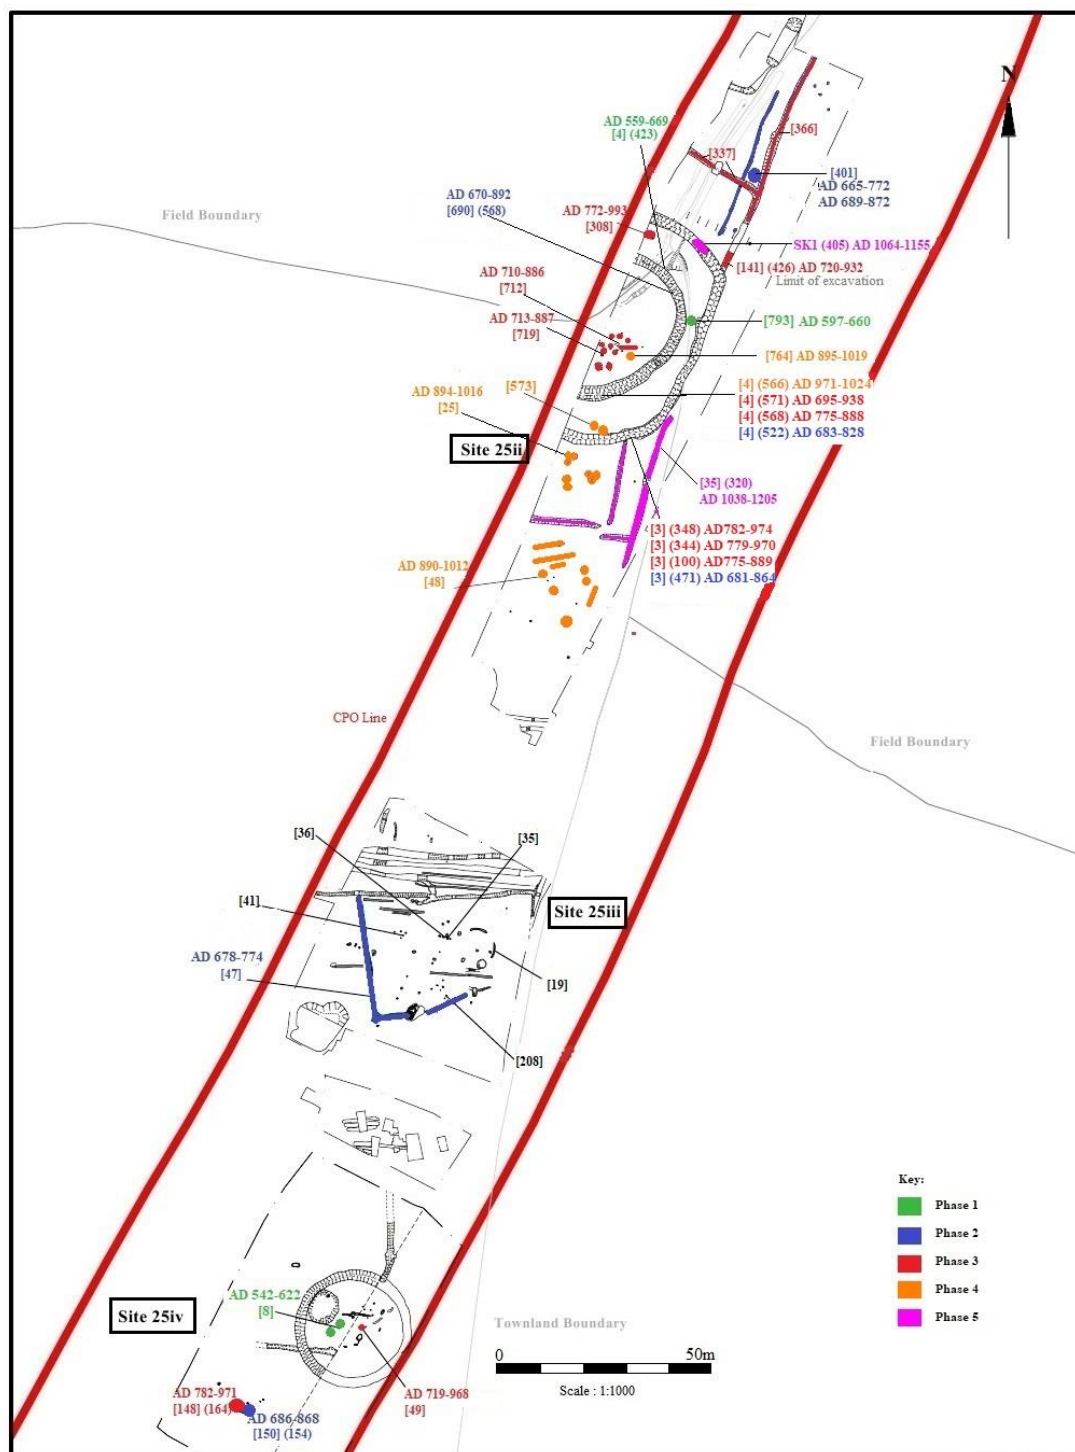 N
AD 559-669
[4] (423)
[366]
[337]
[401]
AD 665-772
AD 689-872
AD 670-892
[690] (568)
Field Boundary
AD 772-993
[308]
SK1 (405) AD 1064-1155
[141] (426) AD 720-932
Limit of excavation
AD 710-886
[712]
AD 713-887
[719]
[793] AD 597-660
[764] AD 895-1019
[4] (566) AD 971-1024
[4] (571) AD 695-938
[4] (568) AD 775-888
[4] (522) AD 683-828
AD 894-1016
[25]
[573]
Site 25ii
[35] (320)
AD 1038-1205
[3] (348) AD782-974
[3] (344) AD 779-970
[3] (100) AD775-889
[3] (471) AD 681-864
AD 890-1012
[48]
CPO Line
Field Boundary
[36]
[35]
[41]
Site 25iii
AD 678-774
[47]
[19]
[208]
Key:
Phase 1
Phase 2
Phase 3
Phase 4
Phase 5
AD 542-622
[8]
Site 25iv
Townland Boundary
0 50m
Scale : 1:1000
AD 782-971
[148] (164)
AD 719-968
[49]
AD 686-868
[150] (154)